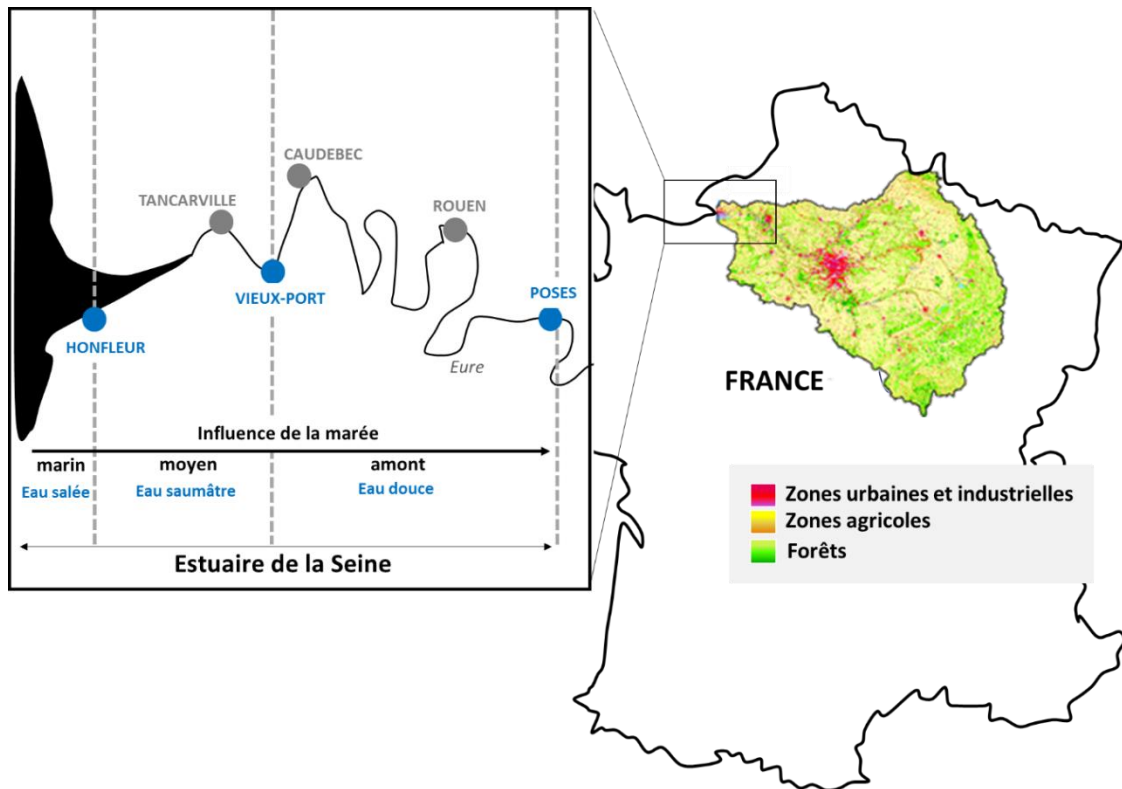 CAUDEBEC
TANCARVILLE
ROUEN
VIEUX-PORT
POSES
HONFLEUR
Eure
Influence de la marée
marin
moyen
amont
Eau salée
Eau saumâtre
Eau douce
Estuaire de la Seine
FRANCE
Zones urbaines et industrielles
Zones agricoles
Forêts